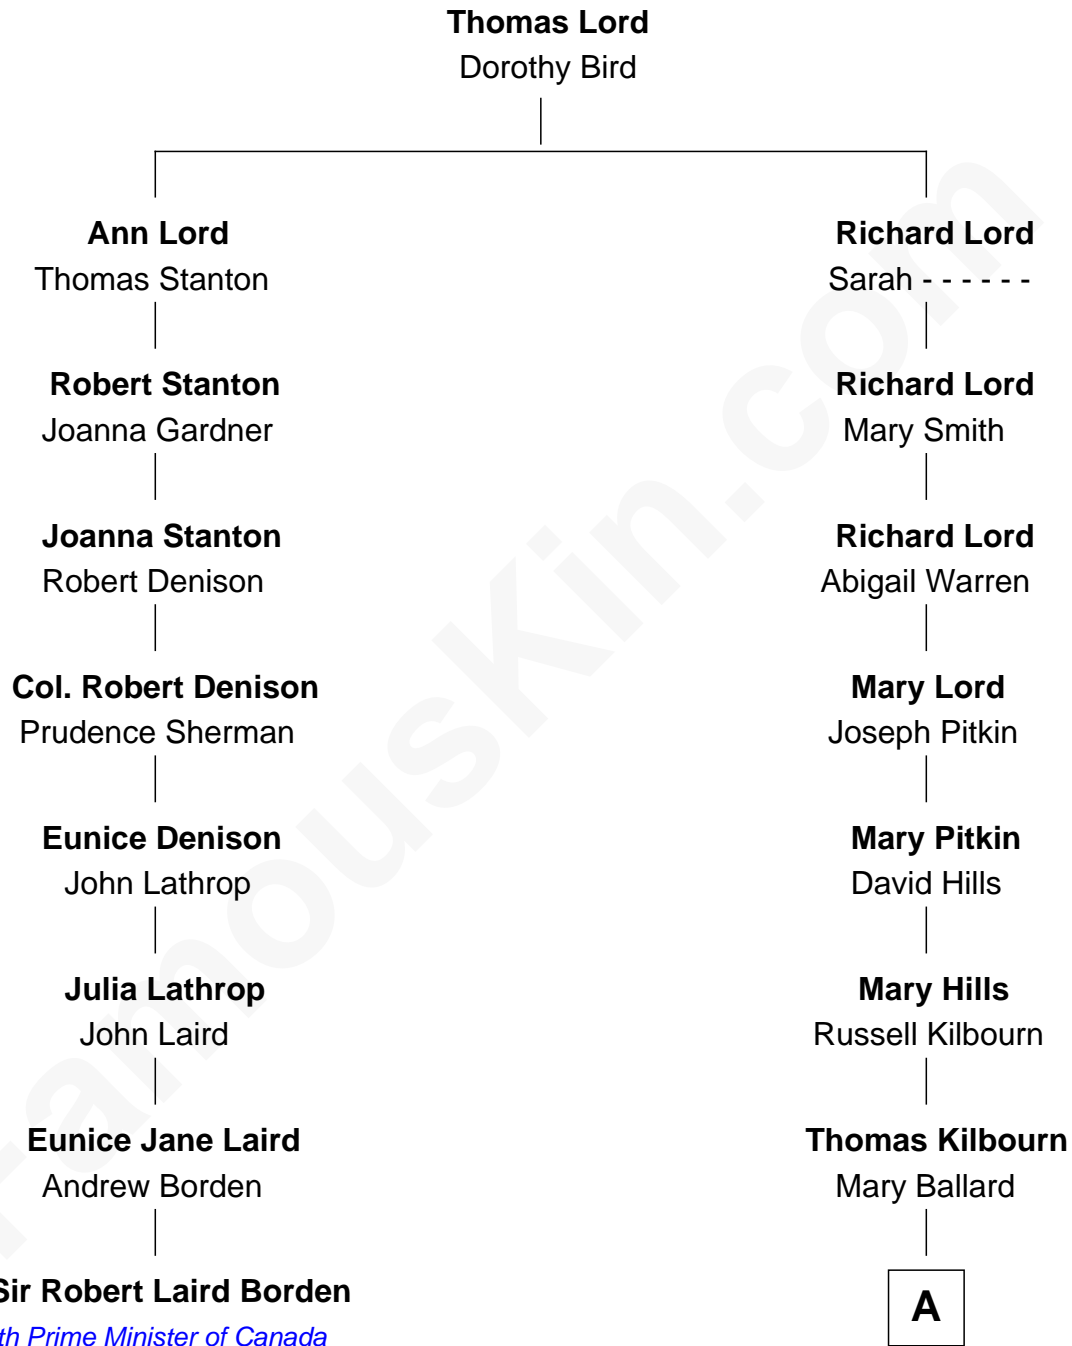 Thomas Lord
Dorothy Bird
Ann Lord
Thomas Stanton
Richard Lord
Sarah - - - - - -
Robert Stanton
Joanna Gardner
Richard Lord
Mary Smith
Joanna Stanton
Robert Denison
Richard Lord
Abigail Warren
Col. Robert Denison
Prudence Sherman
Mary Lord
Joseph Pitkin
Eunice Denison
John Lathrop
Mary Pitkin
David Hills
Julia Lathrop
John Laird
Mary Hills
Russell Kilbourn
Eunice Jane Laird
Andrew Borden
Thomas Kilbourn
Mary Ballard
Sir Robert Laird Borden
th Prime Minister of Canada
A
FamousKin.com